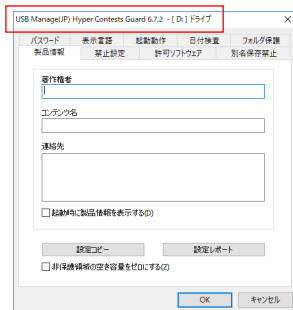 USB Manage(JP) Hyper Contests Guard 6.7.2 - [ D: ] ドライブ
パスワード 表示言語 起動動作 日付検査 フォルダ保護
製品情報 禁止設定 許可ソフトウェア 別名保存禁止
著作権者
コンテンツ名
連絡先
起動時に製品情報を表示する(D)
設定コピー 設定レポート
非保護領域の空き容量をゼロにする(Z)
OK キャンセル